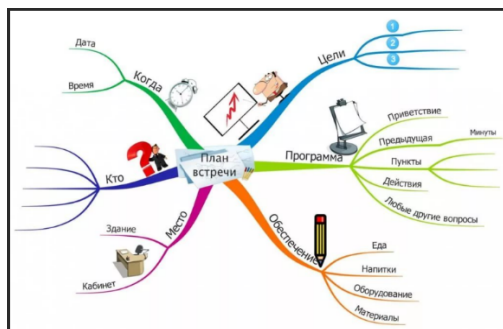 План
встречи
Когда
Дата
Время
Цели
1
2
3
Программа
Приветствие
Предыдущая
Минуты
Пункты
Действия
Любые другие вопросы
Обеспечение
Еда
Напитки
Оборудование
Материалы
Место
Здание
Кабинет
Кто
?